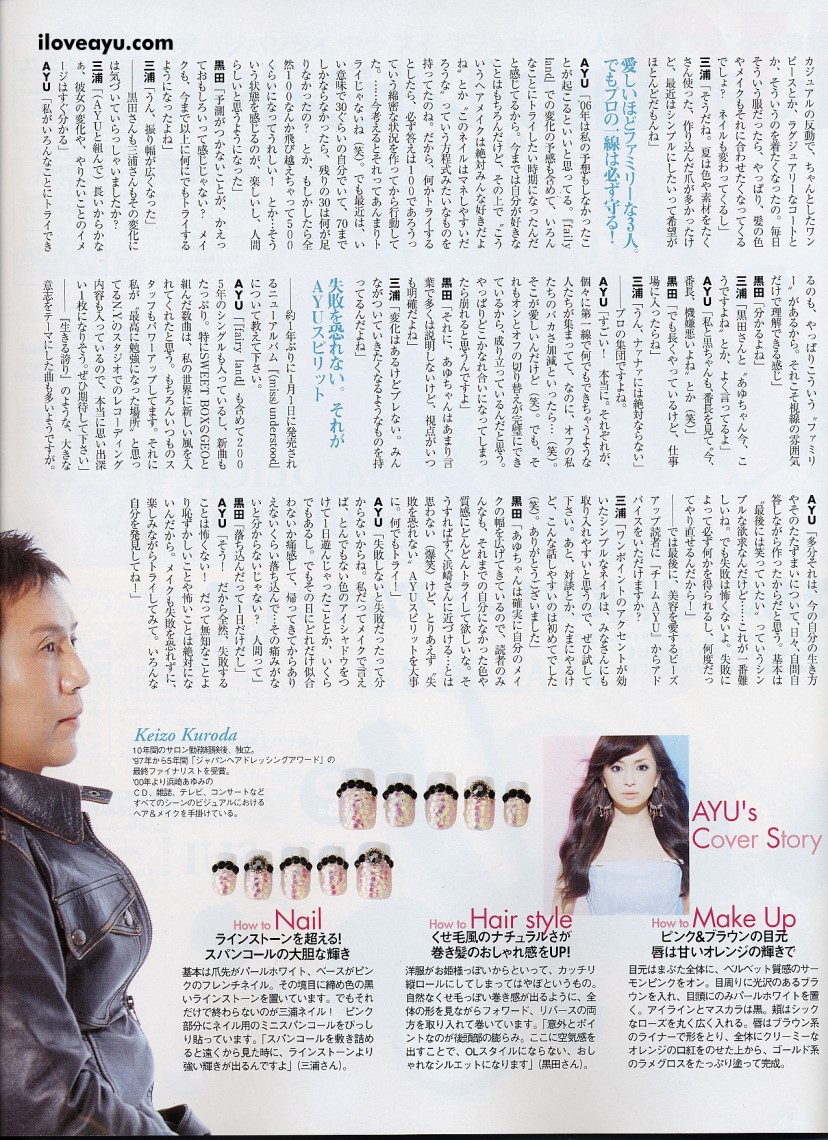 iloveayu.com
カジュアルの反動で、ちゃんとしたワン
ピースとか、ラグジュアリーなコートと
か、そういうのを着たくなったの。毎日
そういう服だったら、やっぱり、髪の色
やメイクもそれに合わせたくなってくる
でしょ? ネイルも変わってくるし」
三浦「そうだね。夏は色や素材をたく
さん使った、作り込んだ爪が多かったけ
ど、最近はシンプルにしたいって希望が
ほとんどだもんね」
愛しいほどファミリーな3人。
でもプロの一線は必ず守る!
AYU「'06年は私の予想もしなかったこ
とが起こるといいと思ってる。『faily
land』での変化の予感も含めて、いろん
なことにトライしたい時期になったんだ
と感じてるから。今までは自分が好きな
ことはもちろんだけど、その上で〝こう
いうヘアメイクは絶対みんな好きだよ
ね〟とか〝このネイルはマネしやすいだ
ろうな〟っていう方程式みたいなものを
持ってたのね。だから、何かトライする
としたら、必ず答えは100であろうっ
ていう綿密な状況を作ってから行動して
た。……今考えるとそれってあんまりト
ライじゃないね(笑)。でも最近は、い
い意味で30ぐらいの自分でいて、70まで
しかならなかったら、残りの30は何が足
りなかったの? とか、もしかしたら全
然100なんか飛び越えちゃって500
くらいになってうれしい! とか…そう
いう状態を感じるのが、楽しいし、人間
らしいと思うようになった」
黒田「予測がつかないことが、かえっ
ておもしろいって感じじゃない? メイ
クも、今まで以上に何にでもトライする
ようになったよね」
三浦「うん、振り幅が広くなった」
――黒田さんも三浦さんもその変化に
は気づいていらっしゃいましたか?
三浦「(AYUと組んで)長いからかな
ぁ、彼女の変化や、やりたいことのイメ
ージはすぐ分かる」
AYU「私がいろんなことにトライでき
るのも、やっぱりこういう〝ファミリ
ー〟があるから。それこそ視線の雰囲気
だけで理解できる感じ」
黒田「分かるよね」
三浦「黒田さんと〝あゆちゃん今、こ
うですよね〟とか、よく言ってるよ」
AYU「私と黒ちゃんも、番長を見て〝今、
番長、機嫌悪いよね〟とか(笑)」
黒田「でも長くやっているけど、仕事
場に入ったらね」
三浦「うん、ナァナァには絶対ならない」
――プロの集団ですよね。
AYU「すごい! 本当に。それぞれが、
個々に第一線で何でもできちゃうような
人たちが集まってて、なのに、オフの私
たちのバカさ加減といったら…(笑)。
そこが愛しいんだけど(笑)。でも、そ
れもオンとオフの切り替えが完璧にでき
ているから、成り立っているんだと思う。
やっぱりどこかなれ合いになってしまっ
たら崩れると思うんですよ」
黒田「それに、あゆちゃんはあまり言
葉で多くは説明しないけど、視点がいつ
も明確だよね」
三浦「変化はあるけどブレない。みん
ながついていきたくなるようなものを持
ってるんだよね」
失敗を恐れない。それが
AYUスピリット
――約1年ぶりに1月1日に発売され
るニューアルバム『(miss)understood』
について教えて下さい。
AYU「『faily land』も含めて200
5年のシングルも入っているし、新曲も
たっぷり。特にSWEETBOXのGEOと
組んだ数曲は、私の世界に新しい風を入
れてくれたと思う。もちろんいつものス
タッフもパワーアップしてます。それに
私が〝最高に強気になった場所〟と思っ
てるNYのスタジオでのレコーディング
内容も入っているので、本当に思い出深
い1枚になりそう。ぜひ期待して下さい」
――『生きる誇り』のような、大きな
意志をテーマにした曲も多いようですが。
AYU「多分それは、今の自分の生き方
やそのたたずまいについて、日々、自問自
答しながら作ったからだと思う。基本は
〝最後には笑っていたい〟っていうシン
プルな欲求なんだけど……これが一番難
しいね。でも失敗は怖くないよ。失敗に
よって必ず何かを得られるし、何度だっ
てやり直せるんだから!」
――では最後に、美容を愛するビーズ
アップ読者に『チームAYU』からアド
バイスをいただけますか?
三浦「ワンポイントのアクセントが効
いたシンプルなネイルは、みなさんにも
取り入れやすいと思うので、ぜひ試して
下さい。あと、対談とか、たまにやるけ
ど、こんな話しやすいのは初めてでした
(笑)。ありがとうございました」
黒田「あゆちゃんは確実に自分のメイ
クの幅を広げてきているので、読者のみ
んなも、それまでの自分になかった色や
質感にどんどんトライして欲しいな。そ
うすればすぐ浜崎さんに近づける…とは
思わない(爆笑)けど、とりあえず〝失
敗を恐れない〟AYUスピリットを大事
に。何でもトライ!」
AYU「失敗しないと失敗だったって分
からないからね。私だってメイクで言え
ば、とんでもない色のアイシャドウをつ
けて1日遊んじゃったこととか、いくら
でもあるし。でもその日にどれだけ似合
わないか痛感して、帰ってきてからあり
えないくらい落ち込んで…その痛みがな
いと分からないじゃない? 人間って」
黒田「落ち込んだって1日だけだし」
AYU「そう! だから全然、失敗する
ことは怖くない! だって無知なことよ
り恥ずかしいことや怖いことは絶対にな
いんだから。メイクも失敗を恐れずに、
楽しみながらトライしてみて。いろんな
自分を発見してね!」
Keizo Kuroda
10年間のサロン勤務経験後、独立。
'97年から5年間「ジャパンヘアドレッシングアワード」の
最終ファイナリストを受賞。
'00年より浜崎あゆみの
CD、雑誌、テレビ、コンサートなど
すべてのシーンのビジュアルにおける
ヘア&メイクを手掛けている。
AYU's
Cover Story
How to Nail
ラインストーンを超える!
スパンコールの大胆な輝き
基本は爪先がパールホワイト、ベースがピン
クのフレンチネイル。その境目に締め色の黒
いラインストーンを置いています。でもそれ
だけで終わらないのが三浦ネイル! ピンク
部分にネイル用のミニスパンコールをびっし
り貼っています。「スパンコールを敷き詰め
ると遠くから見た時に、ラインストーンより
強い輝きが出るんですよ」(三浦さん)。
How to Hair style
くせ毛風のナチュラルさが
巻き髪のおしゃれ感をUP!
洋服がお姫様っぽいからといって、カッチリ
縦ロールにしてしまってはやぼというもの。
自然なくせ毛っぽい巻き感が出るように、全
体の形を見ながらフォワード、リバースの両
方を取り入れて巻いています。「意外とポイ
ントなのが後頭部の膨らみ。ここに空気感を
出すことで、OLスタイルにならない、おし
ゃれなシルエットになります」(黒田さん)。
How to Make Up
ピンク&ブラウンの目元
唇は甘いオレンジの輝きで
目元はまぶた全体に、ベルベット質感のサー
モンピンクをオン。目周りに光沢のあるブラ
ウンを入れ、目頭にのみパールホワイトを置
く。アイラインとマスカラは黒。頬はシック
なローズを丸く広く入れる。唇はブラウン系
のライナーで形をとり、全体にクリーミーな
オレンジの口紅をのせた上から、ゴールド系
のラメグロスをたっぷり塗って完成。